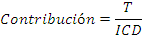 Contribución = T / ICD